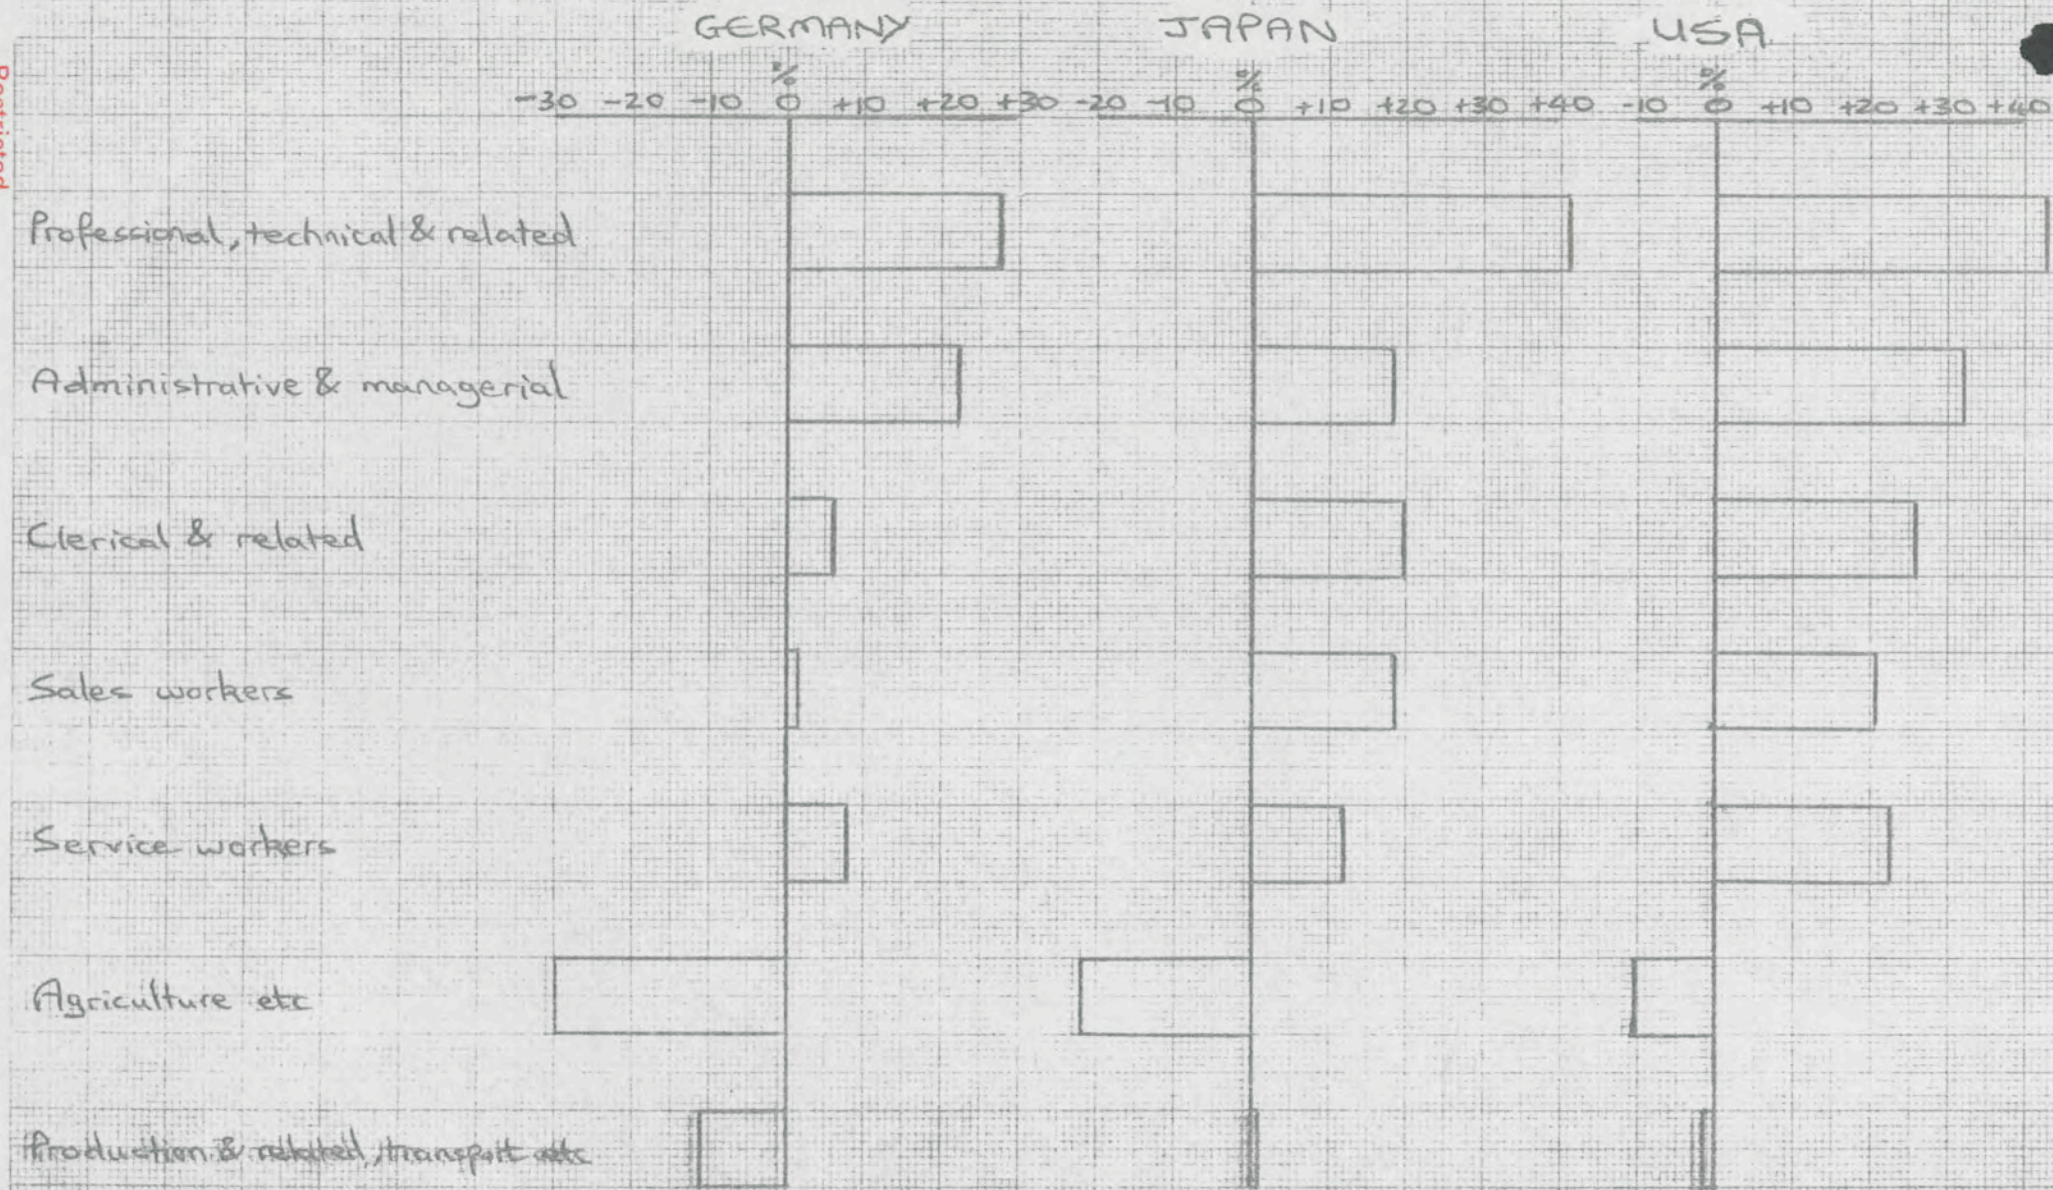 GERMANY JAPAN USA
% % %
-30 -20 -10 0 +10 +20 +30 -20 -10 0 +10 +20 +30 +40 -10 0 +10 +20 +30 +40
Restricted
Professional, technical & related
Administrative & managerial
Clerical & related
Sales workers
Service workers
Agriculture etc
Production & related, transport etc